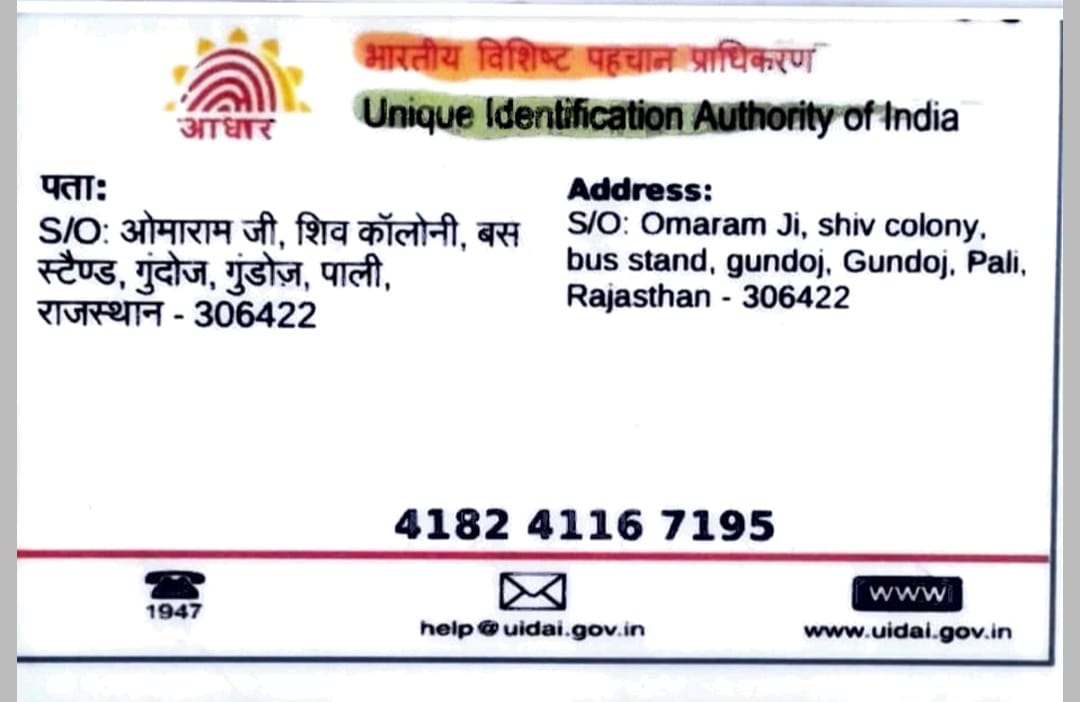 आधार
भारतीय विशिष्ट पहचान प्राधिकरण
Unique Identification Authority of India
पता:
S/O: ओमाराम जी, शिव कॉलोनी, बस
स्टैण्ड, गुंदोज, गुंडोज़, पाली,
राजस्थान - 306422
Address:
S/O: Omaram Ji, shiv colony,
bus stand, gundoj, Gundoj, Pali,
Rajasthan - 306422
4182 4116 7195
1947
help@uidai.gov.in
www
www.uidai.gov.in